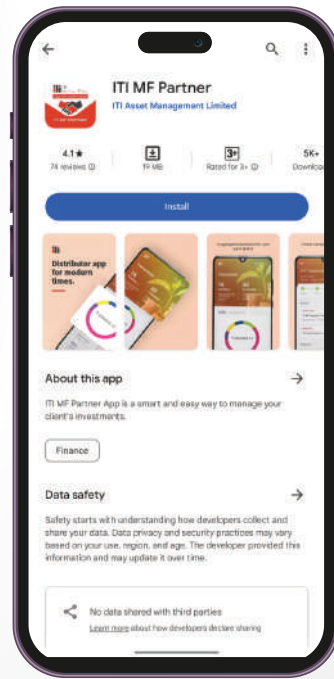 ITI MF Partner
ITI Asset Management Limited
4.1★
74 reviews
19 MB
3+
Rated for 3+
5K+
Install
Distributor app
for modern
times.
About this app
ITI MF Partner App is a smart and easy way to manage your
client's investments.
Finance
Data safety
Safety starts with understanding how developers collect and
share your data. Data privacy and security practices may vary
based on your use, region, and age. The developer provided this
information and may update it over time.
No data shared with third parties
Learn more about how developers declare sharing